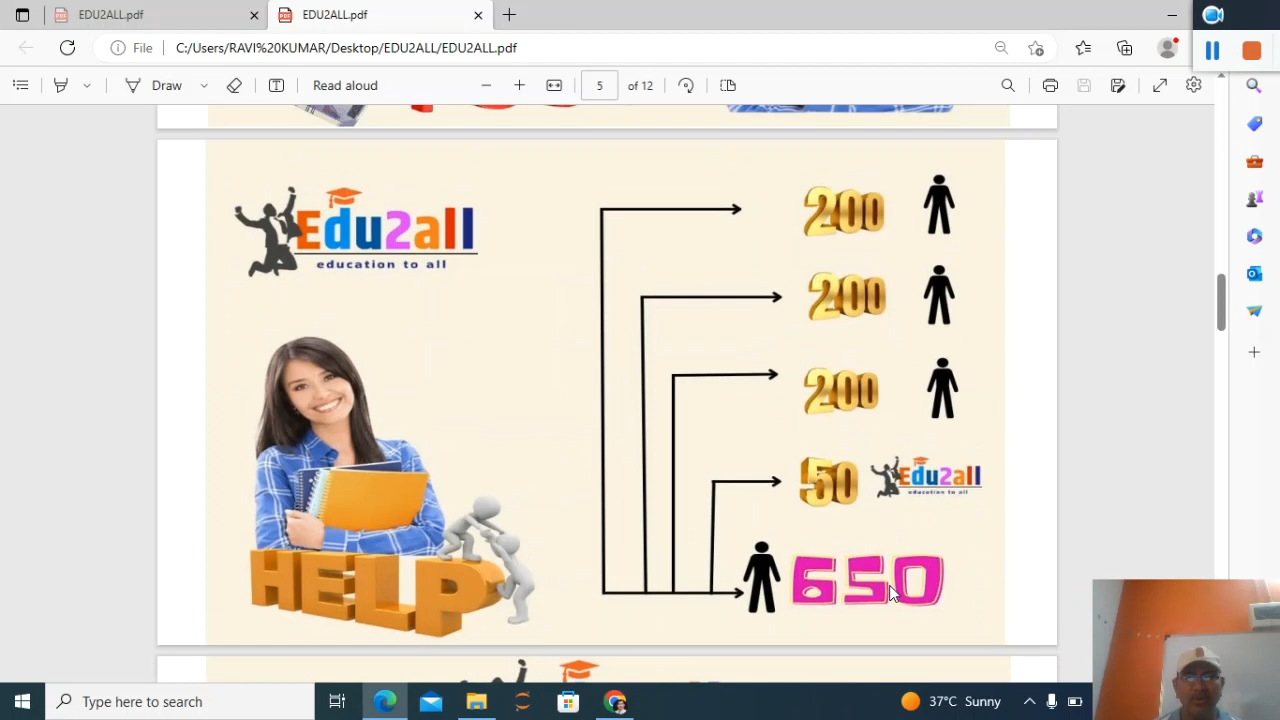 EDU2ALL.pdf
EDU2ALL.pdf
File
C:/Users/RAVI%20KUMAR/Desktop/EDU2ALL/EDU2ALL.pdf
Draw
Read aloud
5
of 12
Edu2all
education to all
200
200
200
50
Edu2all
education to all
650
HELP
Type here to search
37°C Sunny